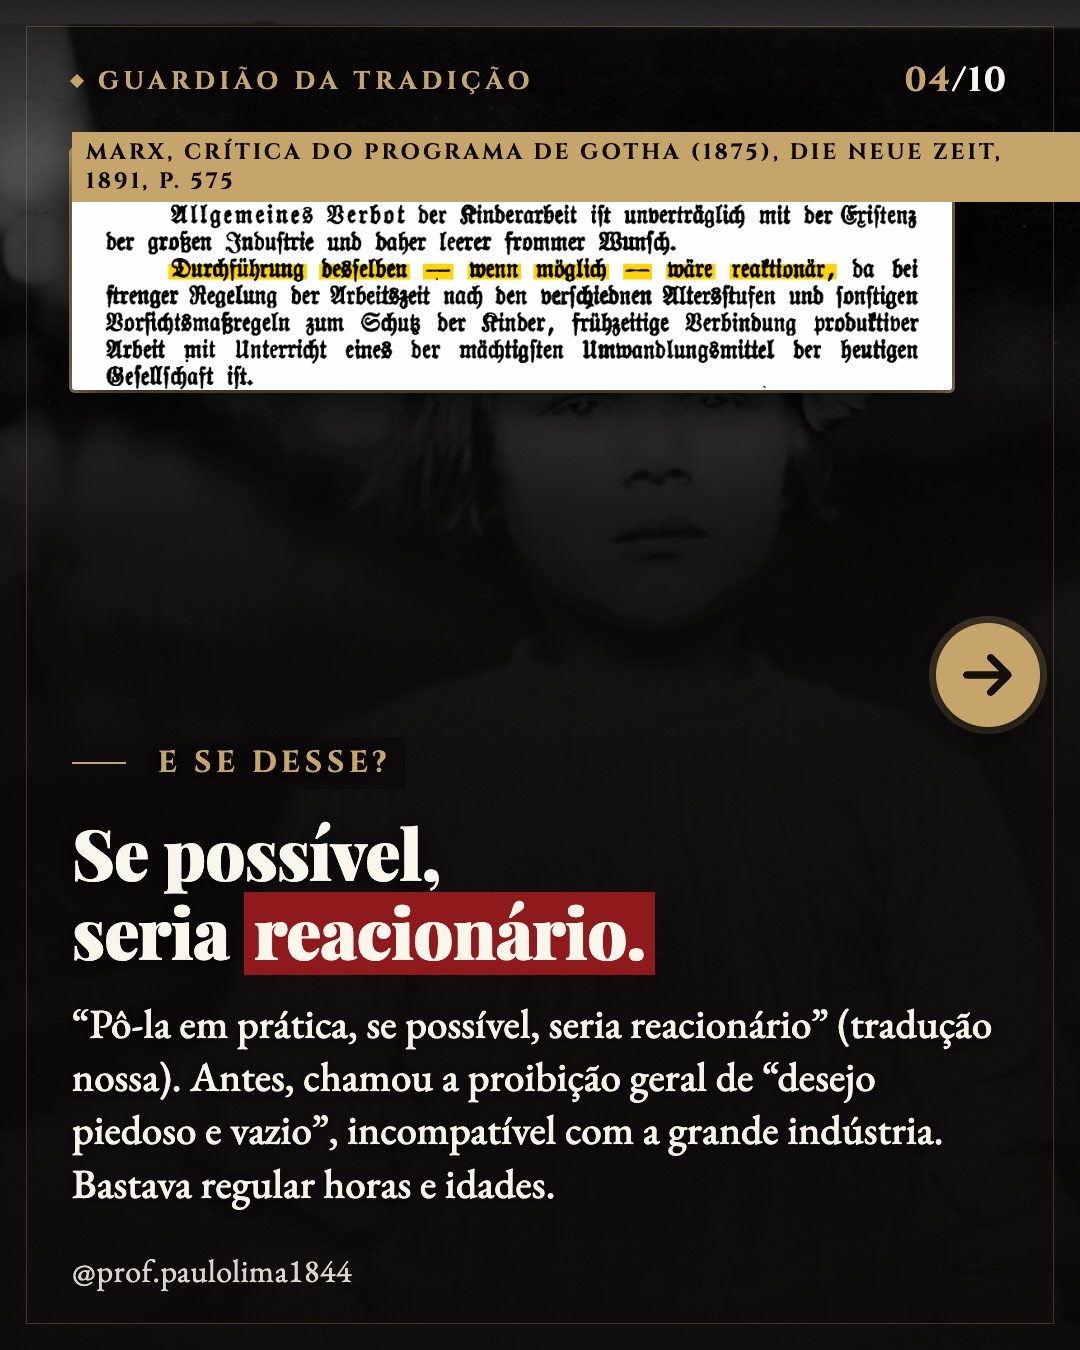 ◆ GUARDIÃO DA TRADIÇÃO
04/10
MARX, CRÍTICA DO PROGRAMA DE GOTHA (1875), DIE NEUE ZEIT,
1891, P. 575
Allgemeines Verbot der Kinderarbeit iſt unverträglich mit der Exiſtenz
der großen Induſtrie und daher leerer frommer Wunſch.
Durchführung desſelben — wenn möglich — wäre reaktionär, da bei
ſtrenger Regelung der Arbeitszeit nach den verſchiednen Altersſtufen und ſonſtigen
Vorſichtsmaßregeln zum Schutz der Kinder, frühzeitige Verbindung produktiver
Arbeit mit Unterricht eines der mächtigſten Umwandlungsmittel der heutigen
Geſellſchaft iſt.
E SE DESSE?
Se possível,
seria reacionário.
“Pô-la em prática, se possível, seria reacionário” (tradução
nossa). Antes, chamou a proibição geral de “desejo
piedoso e vazio”, incompatível com a grande indústria.
Bastava regular horas e idades.
@prof.paulolima1844